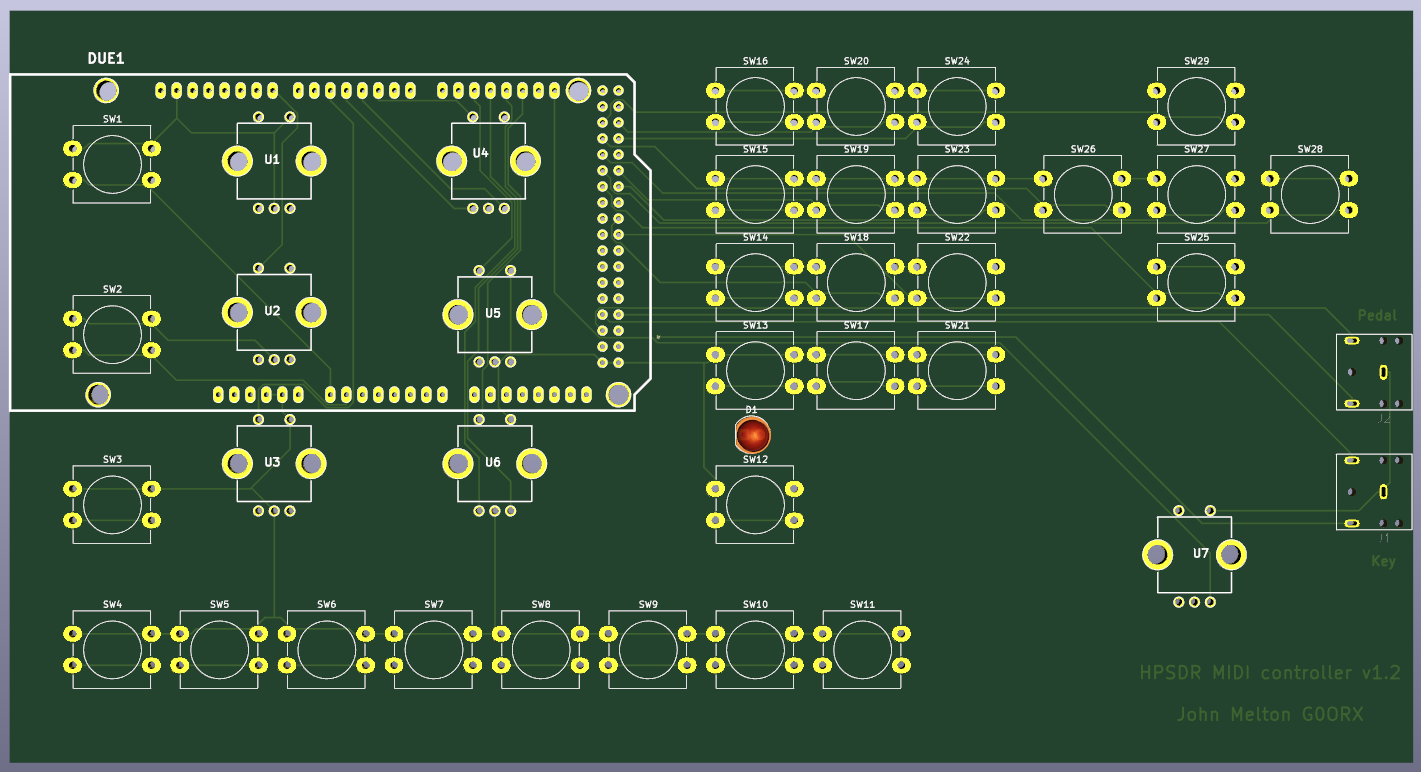 DUE1
SW16 SW20 SW24 SW29
SW1
U1 U4
SW15 SW19 SW23 SW26 SW27 SW28
SW14 SW18 SW22 SW25
SW2 U2 U5 Pedal
SW13 SW17 SW21
D1 J2
SW3 U3 U6 SW12
J1
U7 Key
SW4 SW5 SW6 SW7 SW8 SW9 SW10 SW11
HPSDR MIDI controller v1.2
John Melton G0ORX